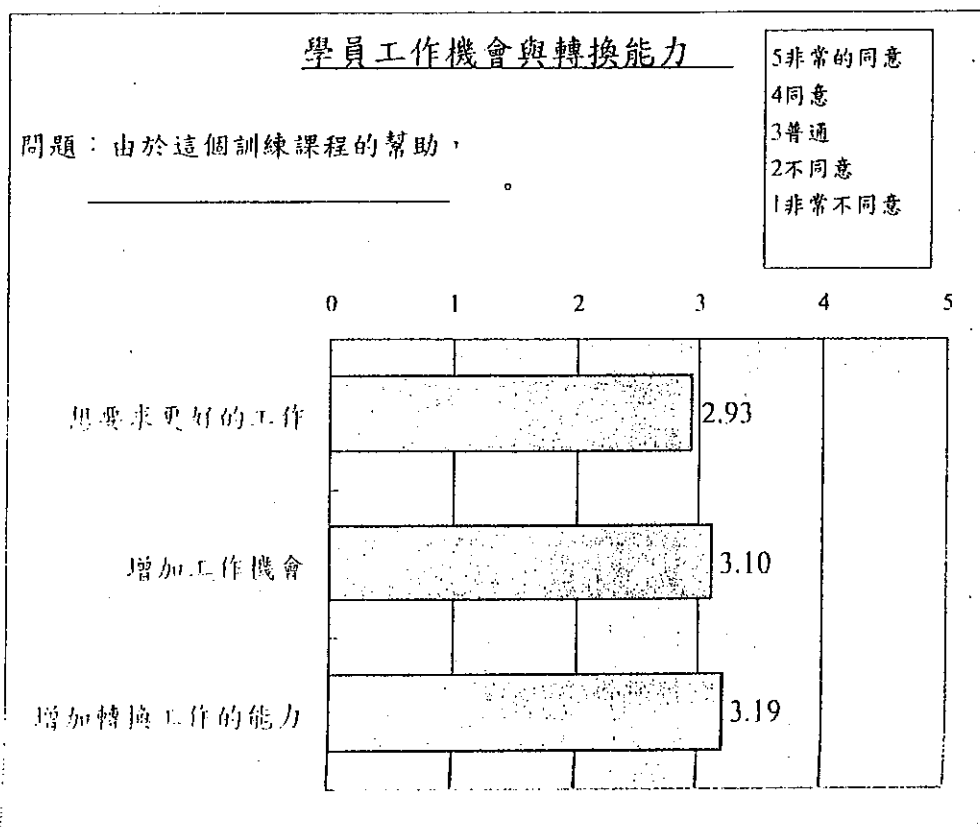 學員工作機會與轉換能力
5非常的同意
4同意
3普通
2不同意
1非常不同意
問題：由於這個訓練課程的幫助，
。
0 1 2 3 4 5
想要求更好的工作 2.93
增加工作機會 3.10
增加轉換工作的能力 3.19